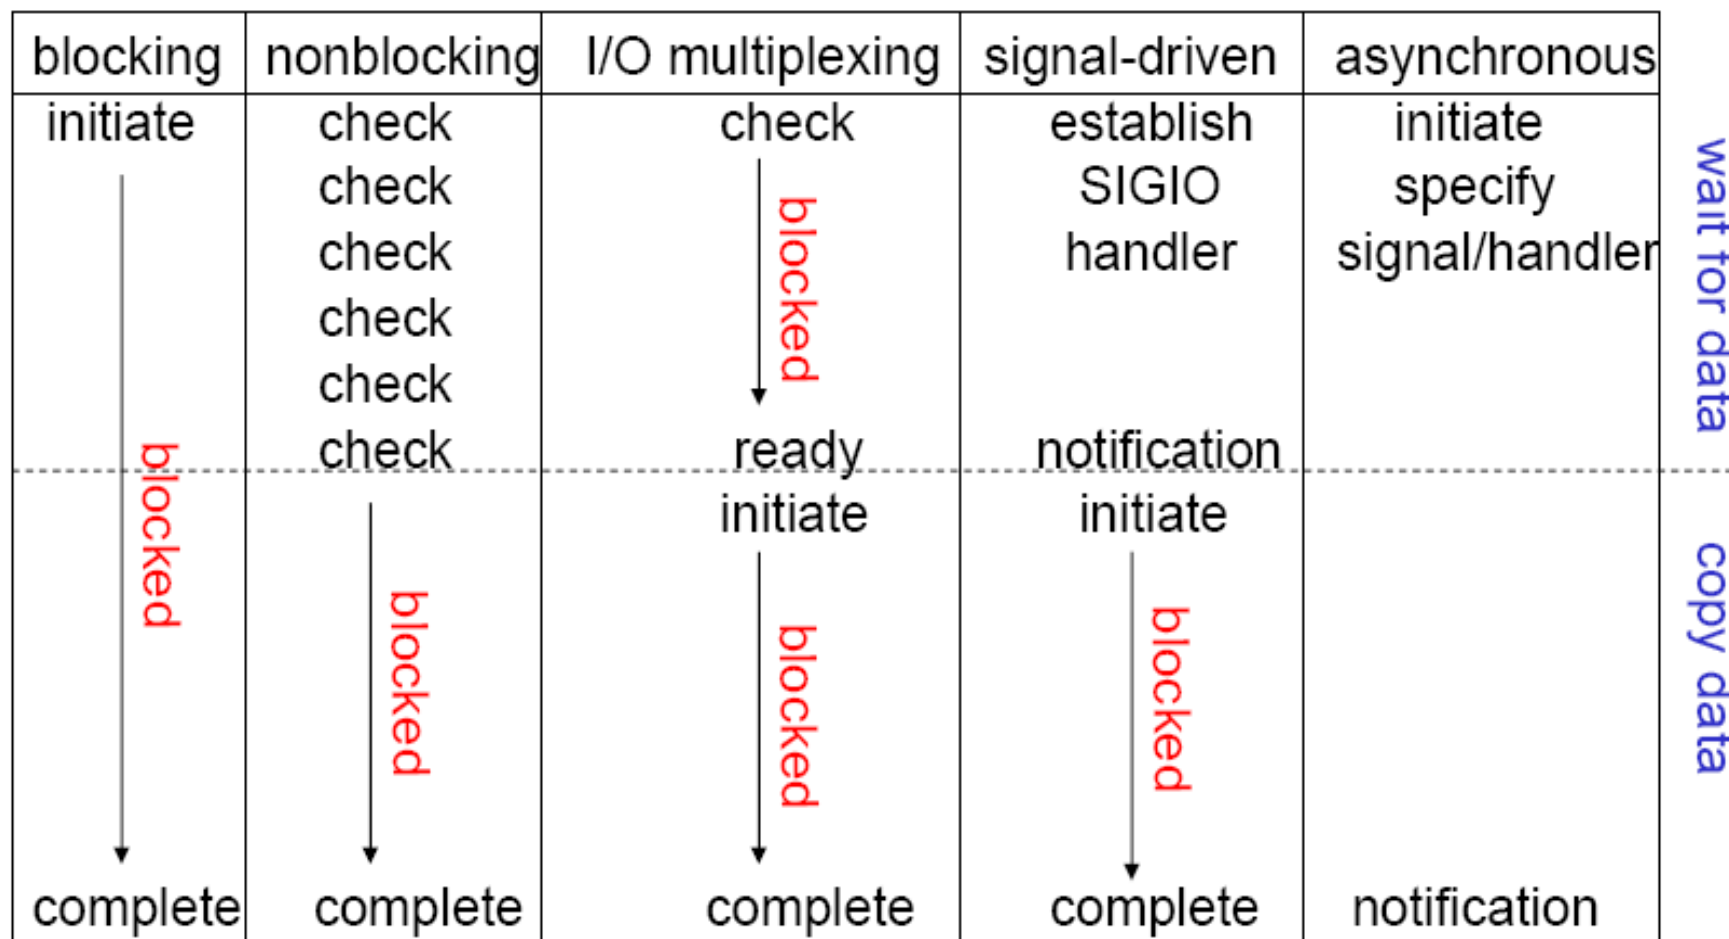 blocking nonblocking I/O multiplexing signal-driven asynchronous
initiate check check establish initiate
check SIGIO specify
check handler signal/handler
check
check
check ready notification
initiate initiate
complete complete complete complete notification
blocked
blocked
blocked
blocked
blocked
wait for data
copy data